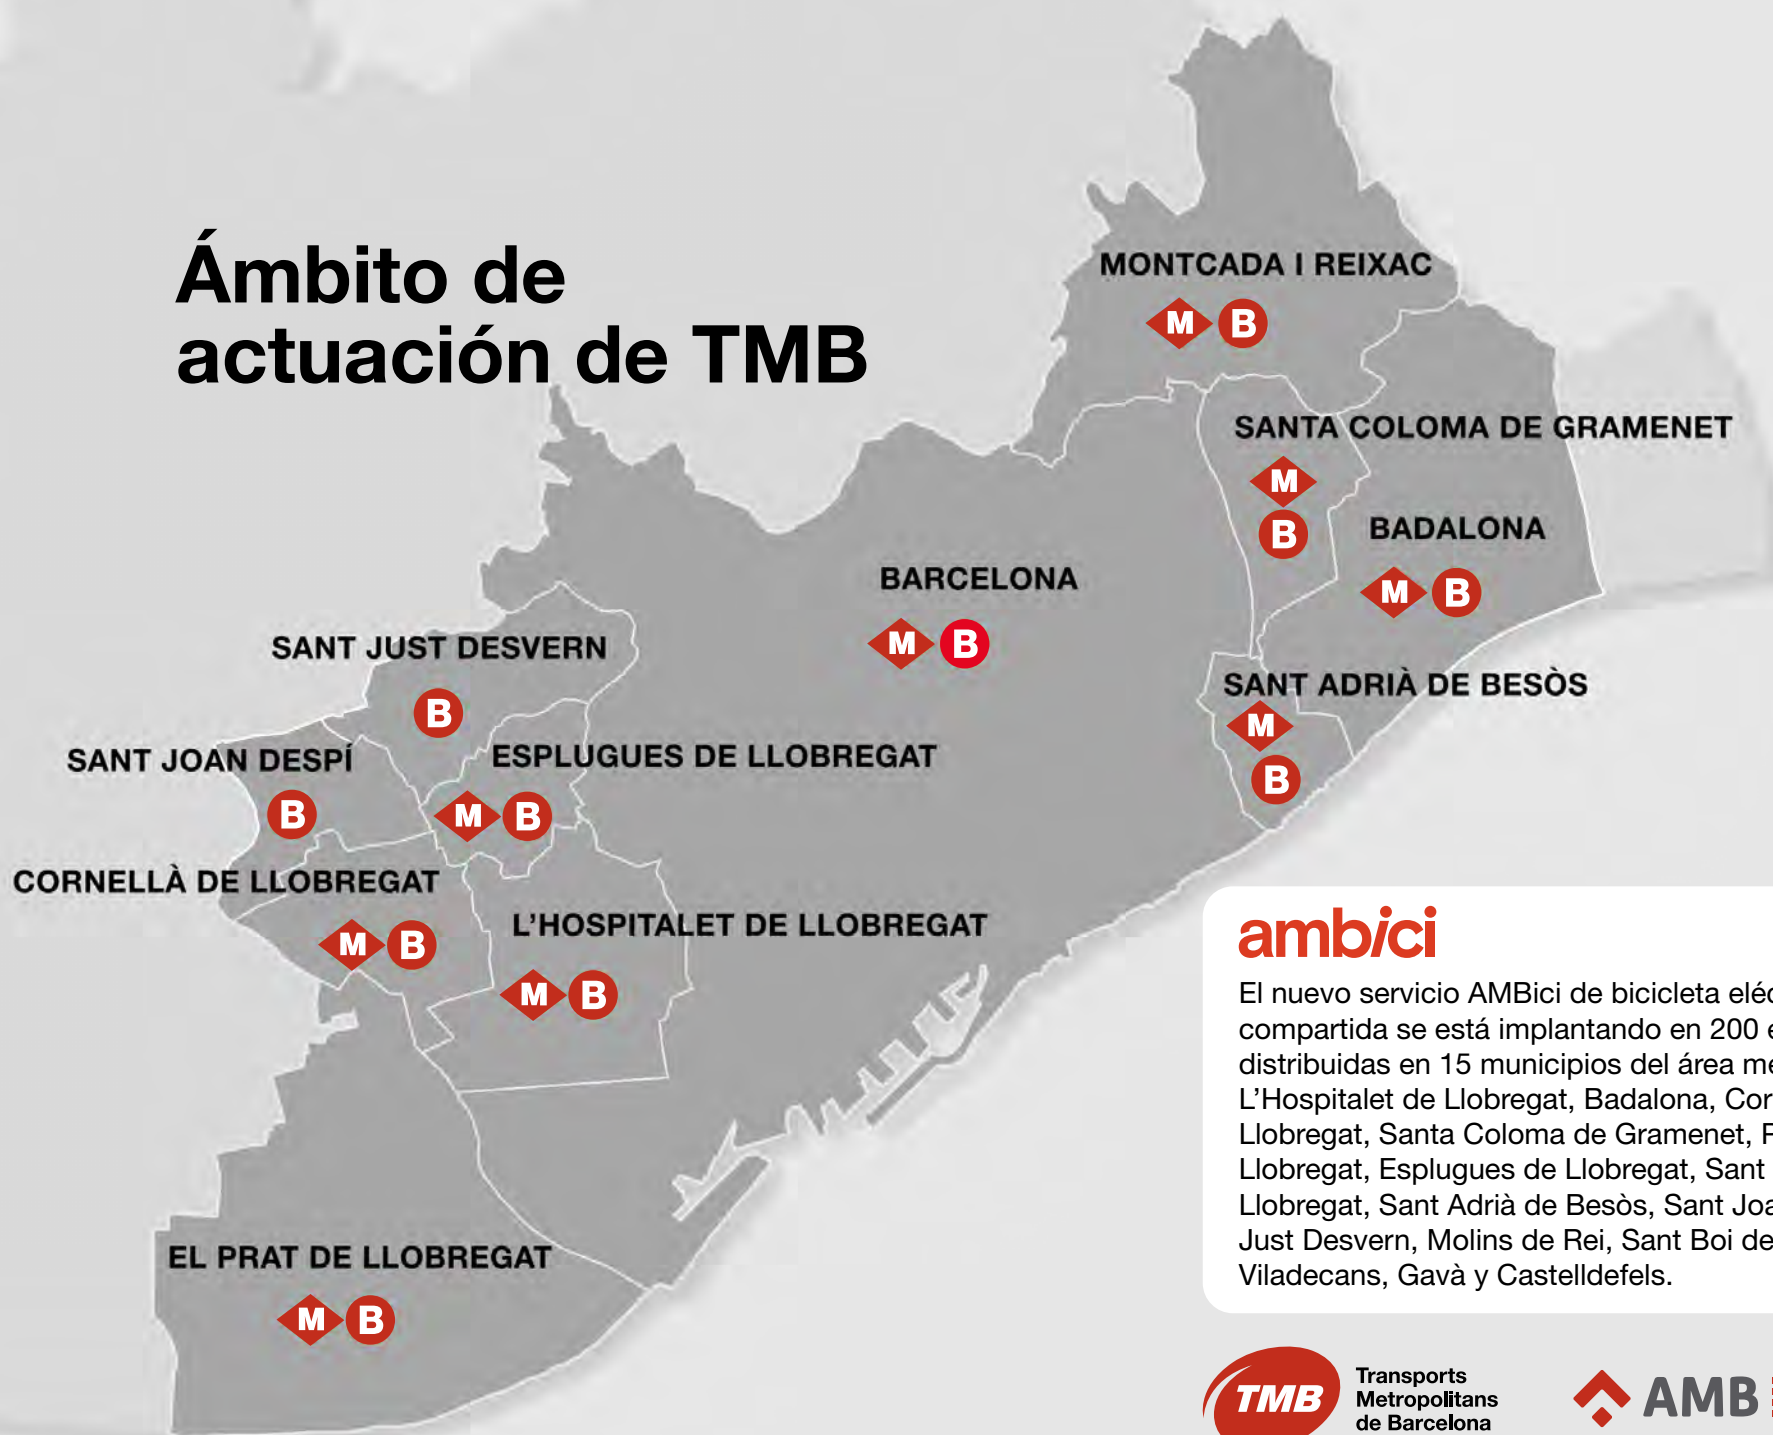 Ámbito de
actuación de TMB
MONTCADA I REIXAC
M B
SANTA COLOMA DE GRAMENET
M
B
BADALONA
M B
BARCELONA
M B
SANT ADRIÀ DE BESÒS
M
B
SANT JUST DESVERN
B
SANT JOAN DESPÍ
B
ESPLUGUES DE LLOBREGAT
M B
CORNELLÀ DE LLOBREGAT
M B
L'HOSPITALET DE LLOBREGAT
M B
EL PRAT DE LLOBREGAT
M B
ambici
El nuevo servicio AMBici de bicicleta
compartida se está implantando en 200
distribuidas en 15 municipios del área
L'Hospitalet de Llobregat, Badalona,
Llobregat, Santa Coloma de Gramenet,
Llobregat, Esplugues de Llobregat, Sant
Llobregat, Sant Adrià de Besòs, Sant
Just Desvern, Molins de Rei, Sant Boi de
Viladecans, Gavà y Castelldefels.
TMB
Transports
Metropolitans
de Barcelona
AMB